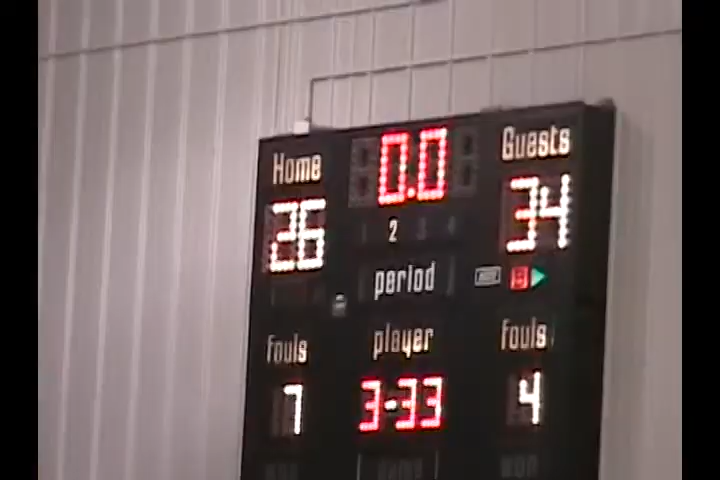 Home 0.0 Guests
26 2 34
period
fouls player fouls
7 3-33 4